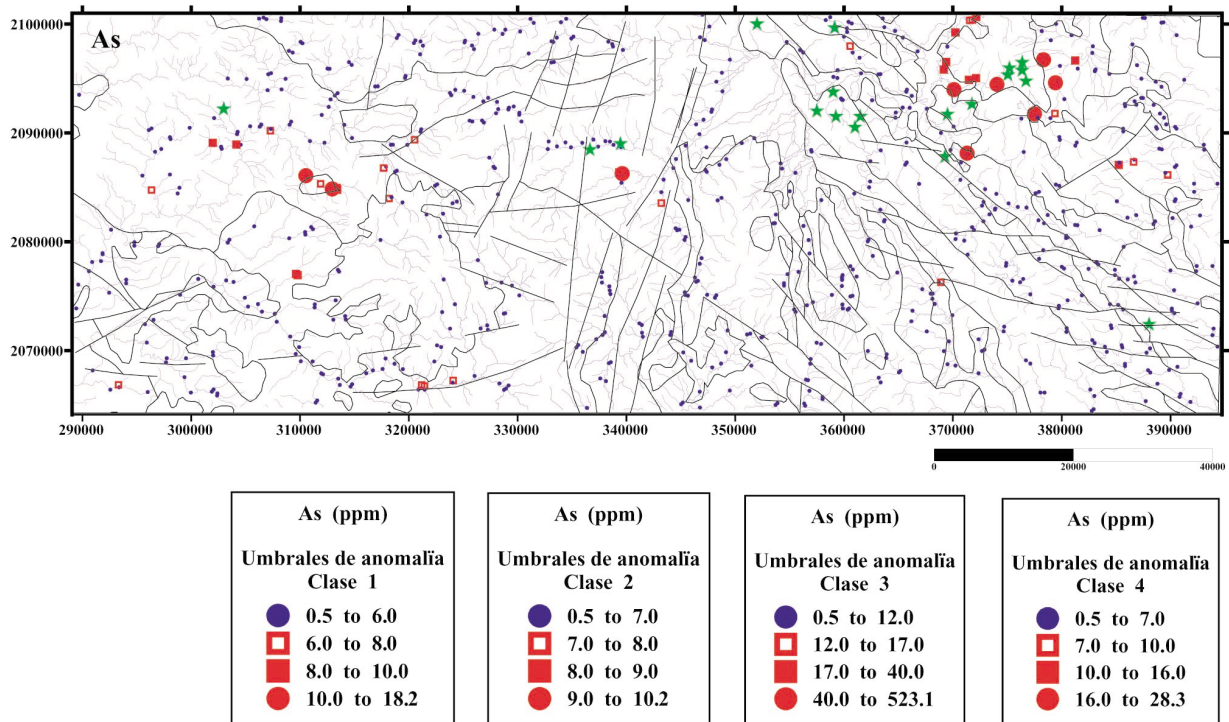 2100000
As
2090000
2080000
2070000
290000 300000 310000 320000 330000 340000 350000 360000 370000 380000 390000
0 20000 40000
As (ppm)
Umbrales de anomalïa
Clase 1
0.5 to 6.0
6.0 to 8.0
8.0 to 10.0
10.0 to 18.2
As (ppm)
Umbrales de anomalïa
Clase 2
0.5 to 7.0
7.0 to 8.0
8.0 to 9.0
9.0 to 10.2
As (ppm)
Umbrales de anomalïa
Clase 3
0.5 to 12.0
12.0 to 17.0
17.0 to 40.0
40.0 to 523.1
As (ppm)
Umbrales de anomalïa
Clase 4
0.5 to 7.0
7.0 to 10.0
10.0 to 16.0
16.0 to 28.3